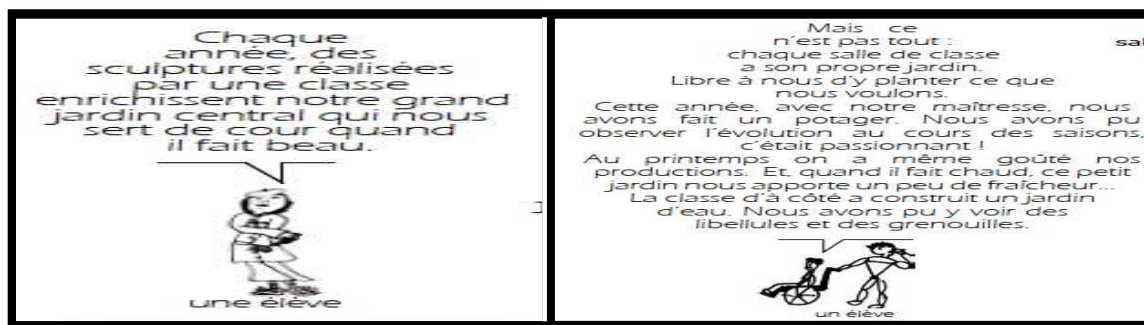 Chaque
année, des
sculptures réalisées
par une classe
enrichissent notre grand
jardin central qui nous
sert de cour quand
il fait beau.
une élève
Mais ce
n'est pas tout :
chaque salle de classe
a son propre jardin.
Libre à nous d'y planter ce que
nous voulons.
Cette année, avec notre maîtresse, nous
avons fait un potager. Nous avons pu
observer l'évolution au cours des saisons,
c'était passionnant !
Au printemps on a même goûté nos
productions. Et, quand il fait chaud, ce petit
jardin nous apporte un peu de fraîcheur...
La classe d'à côté a construit un jardin
d'eau. Nous avons pu y voir des
libellules et des grenouilles.
un élève